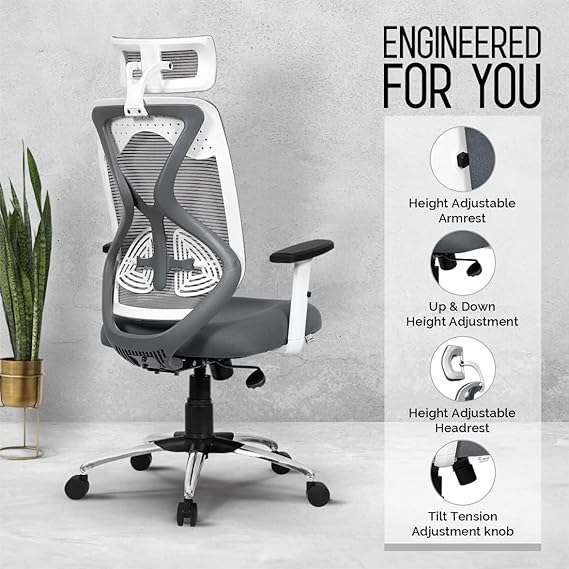 ENGINEERED
FOR YOU
Height Adjustable
Armrest
Up & Down
Height Adjustment
Height Adjustable
Headrest
Tilt Tension
Adjustment knob